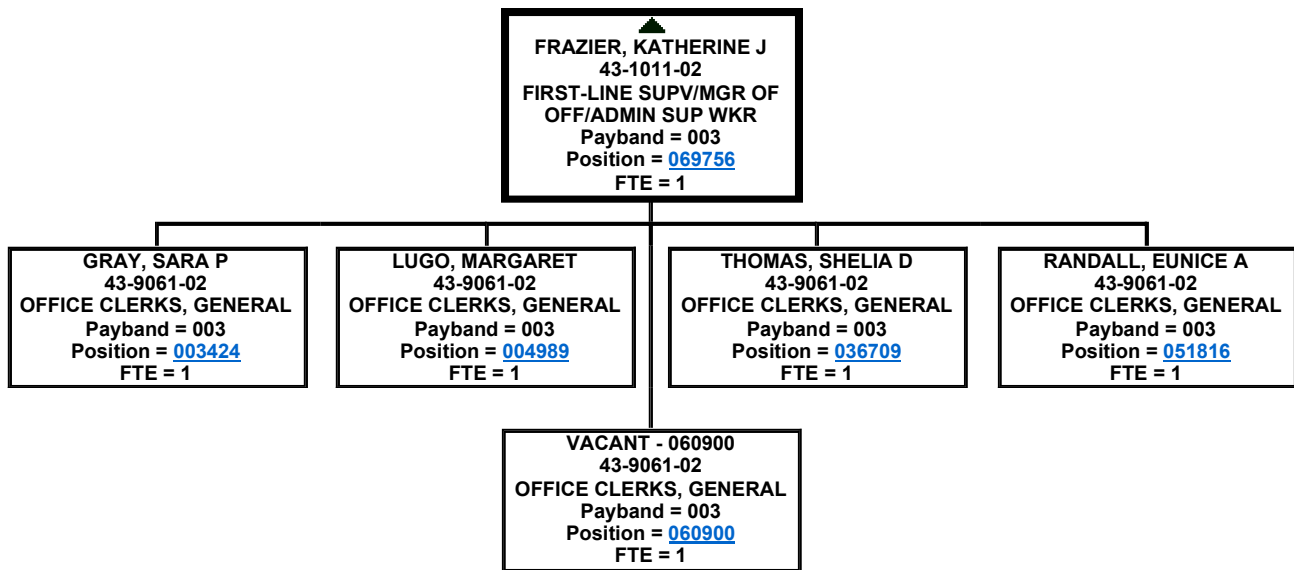 FRAZIER, KATHERINE J
43-1011-02
FIRST-LINE SUPV/MGR OF
OFF/ADMIN SUP WKR
Payband = 003
Position = 069756
FTE = 1
GRAY, SARA P
43-9061-02
OFFICE CLERKS, GENERAL
Payband = 003
Position = 003424
FTE = 1
LUGO, MARGARET
43-9061-02
OFFICE CLERKS, GENERAL
Payband = 003
Position = 004989
FTE = 1
THOMAS, SHELIA D
43-9061-02
OFFICE CLERKS, GENERAL
Payband = 003
Position = 036709
FTE = 1
RANDALL, EUNICE A
43-9061-02
OFFICE CLERKS, GENERAL
Payband = 003
Position = 051816
FTE = 1
VACANT - 060900
43-9061-02
OFFICE CLERKS, GENERAL
Payband = 003
Position = 060900
FTE = 1